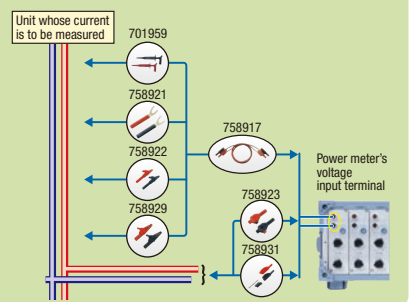 Unit whose current
is to be measured
701959
758921
758922
758929
758917
758923
758931
Power meter's
voltage
input terminal